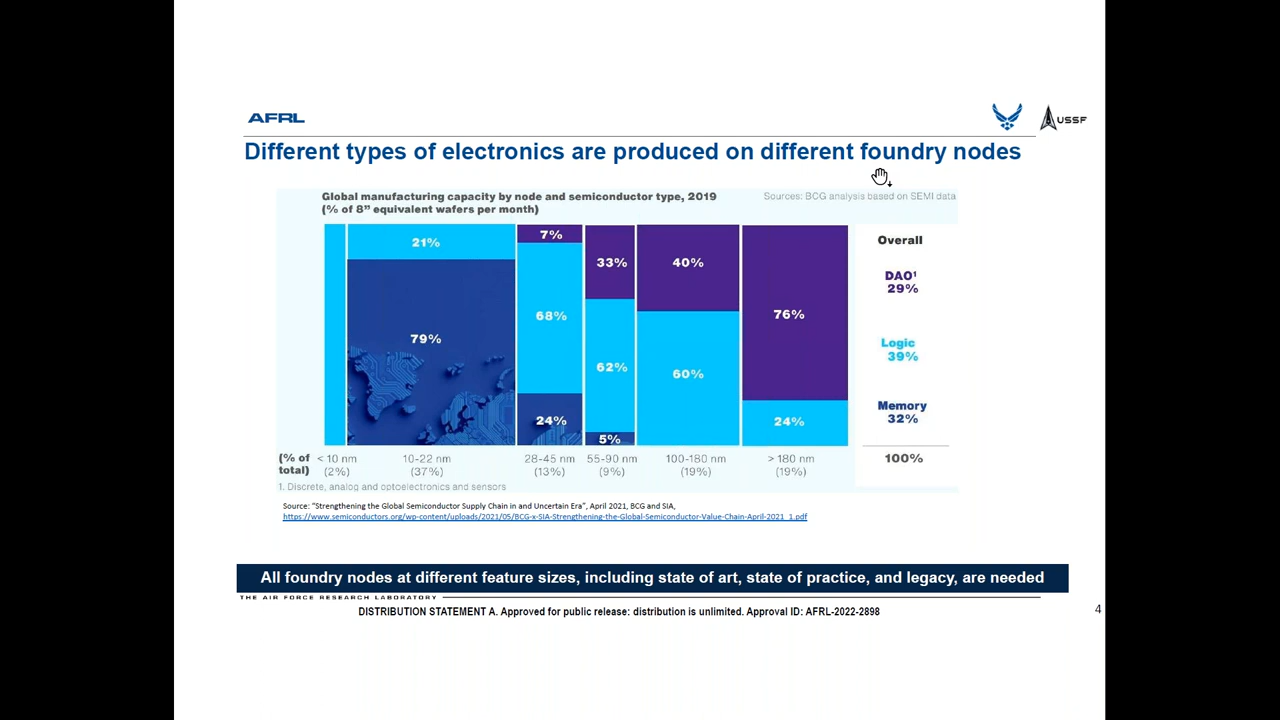 AFRL
USSF
Different types of electronics are produced on different foundry nodes
Global manufacturing capacity by node and semiconductor type, 2019
(% of 8” equivalent wafers per month)
Sources: BCG analysis based on SEMI data
21%
79%
7%
68%
24%
33%
62%
5%
40%
60%
76%
24%
Overall
DAO¹
29%
Logic
39%
Memory
32%
100%
(% of total)
< 10 nm
(2%)
10-22 nm
(37%)
28-45 nm
(13%)
55-90 nm
(9%)
100-180 nm
(19%)
> 180 nm
(19%)
1. Discrete, analog and optoelectronics and sensors
Source: “Strengthening the Global Semiconductor Supply Chain in and Uncertain Era”, April 2021, BCG and SIA,
https://www.semiconductors.org/wp-content/uploads/2021/05/BCG-x-SIA-Strengthening-the-Global-Semiconductor-Value-Chain-April-2021_1.pdf
All foundry nodes at different feature sizes, including state of art, state of practice, and legacy, are needed
THE AIR FORCE RESEARCH LABORATORY
DISTRIBUTION STATEMENT A. Approved for public release: distribution is unlimited. Approval ID: AFRL-2022-2898
4